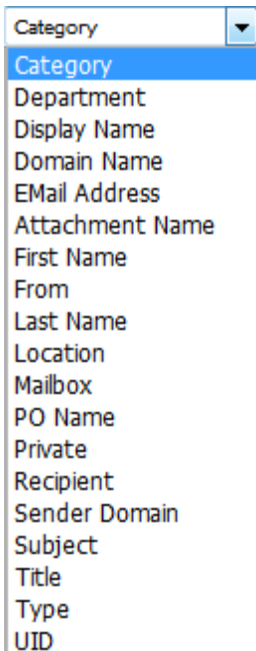 Category
Category
Department
Display Name
Domain Name
EMail Address
Attachment Name
First Name
From
Last Name
Location
Mailbox
PO Name
Private
Recipient
Sender Domain
Subject
Title
Type
UID